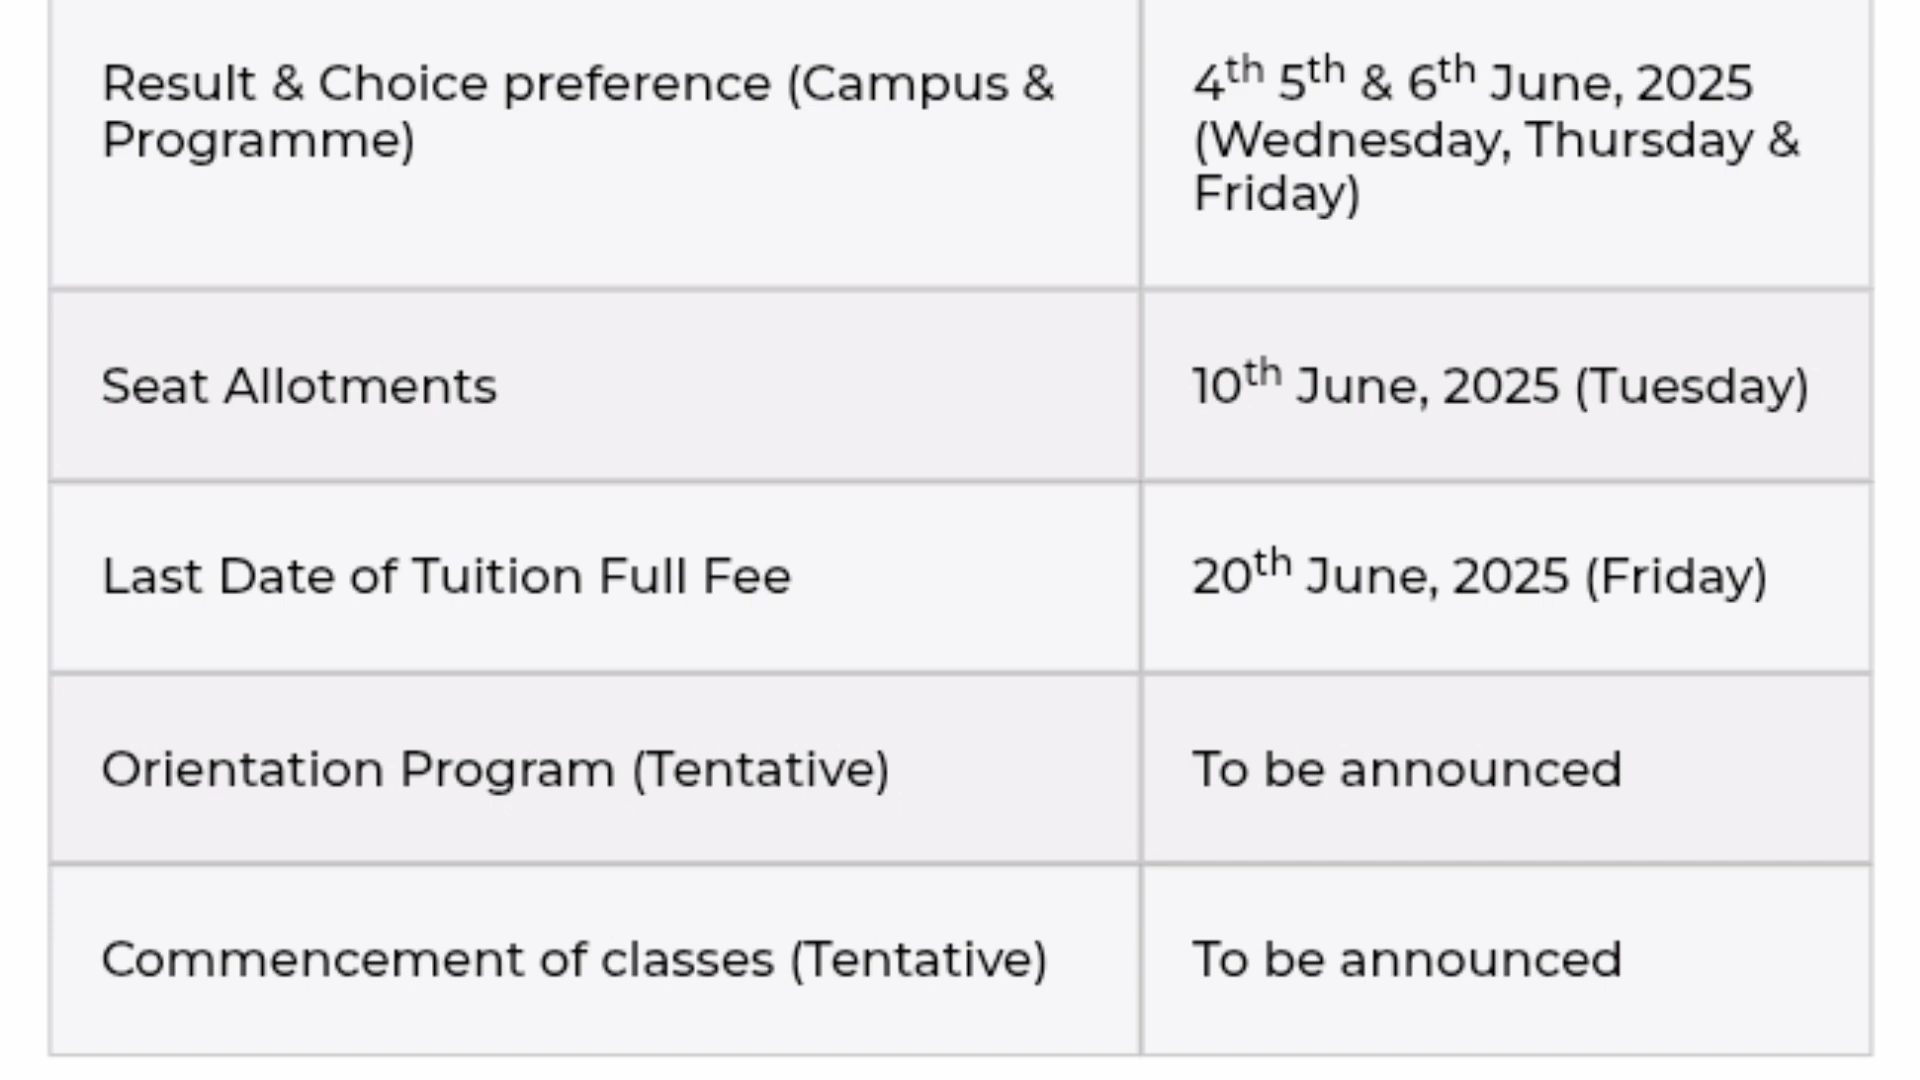 Result & Choice preference (Campus &
Programme)
4th 5th & 6th June, 2025
(Wednesday, Thursday &
Friday)
Seat Allotments
10th June, 2025 (Tuesday)
Last Date of Tuition Full Fee
20th June, 2025 (Friday)
Orientation Program (Tentative)
To be announced
Commencement of classes (Tentative)
To be announced